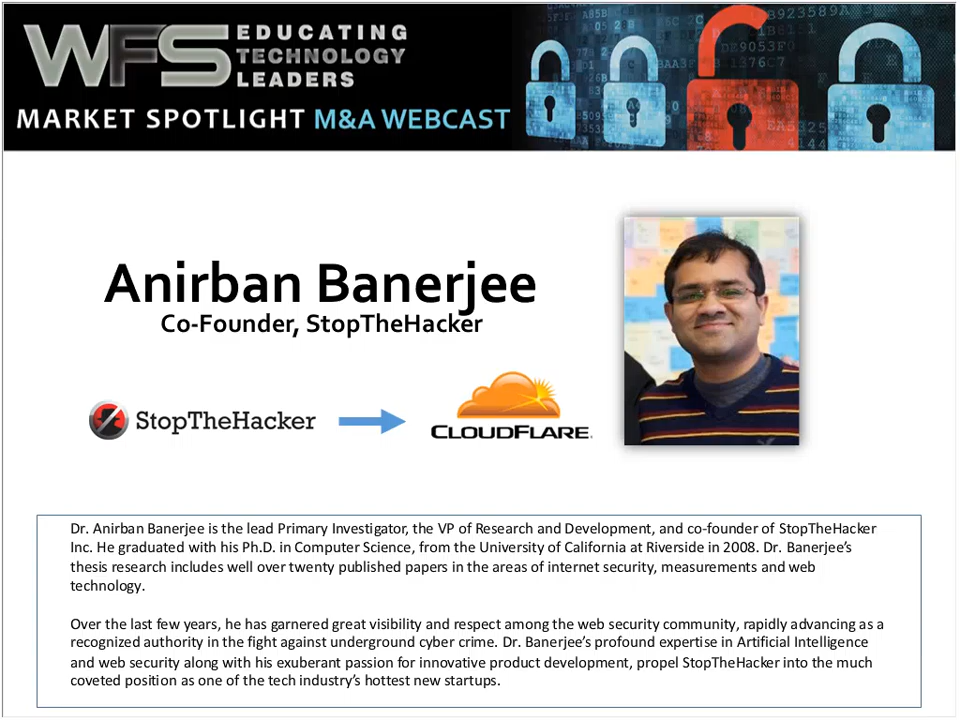 WFS EDUCATING
TECHNOLOGY
LEADERS
MARKET SPOTLIGHT M&A WEBCAST
Anirban Banerjee
Co-Founder, StopTheHacker
StopTheHacker
CLOUDFLARE
Dr. Anirban Banerjee is the lead Primary Investigator, the VP of Research and Development, and co-founder of StopTheHacker
Inc. He graduated with his Ph.D. in Computer Science, from the University of California at Riverside in 2008. Dr. Banerjee's
thesis research includes well over twenty published papers in the areas of internet security, measurements and web
technology.
Over the last few years, he has garnered great visibility and respect among the web security community, rapidly advancing as a
recognized authority in the fight against underground cyber crime. Dr. Banerjee's profound expertise in Artificial Intelligence
and web security along with his exuberant passion for innovative product development, propel StopTheHacker into the much
coveted position as one of the tech industry's hottest new startups.